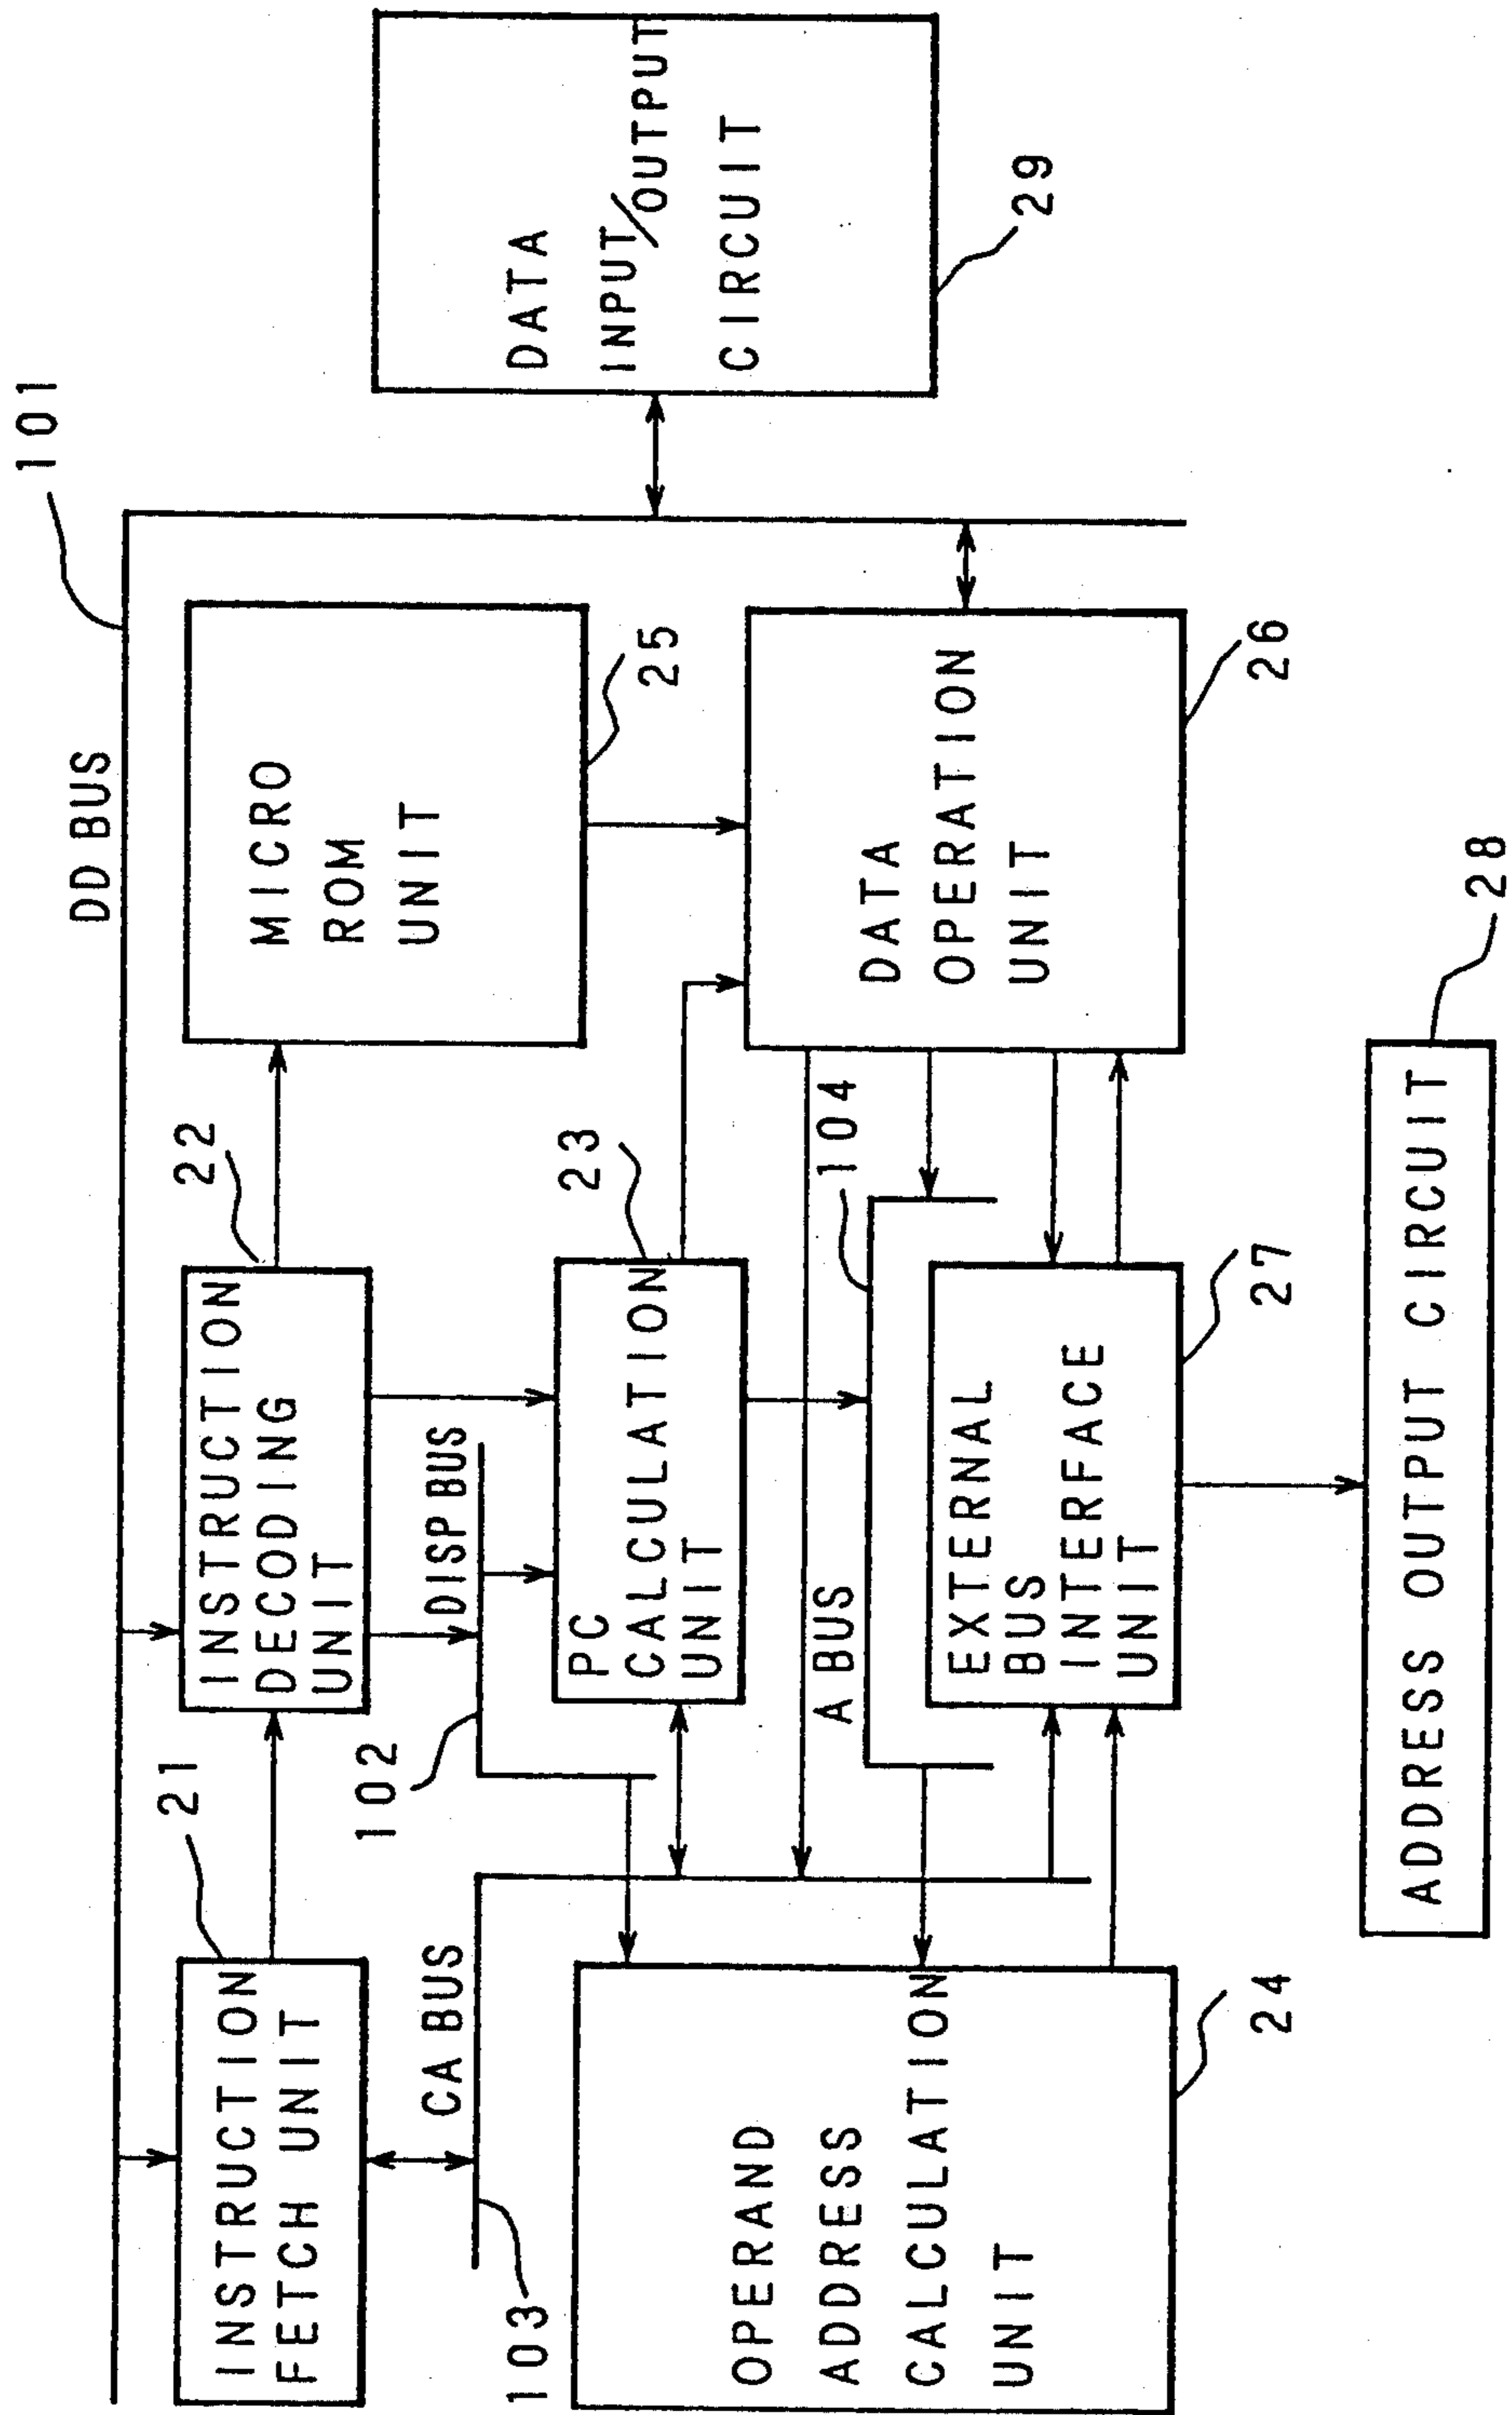 101
DD BUS
INSTRUCTION
FETCH UNIT
21
INSTRUCTION
DECODING
UNIT
22
MICRO
ROM
UNIT
25
DATA
INPUT/OUTPUT
CIRCUIT
29
CA BUS
103
102
DISP BUS
PC
CALCULATION
UNIT
23
OPERAND
ADDRESS
CALCULATION
UNIT
24
A BUS
104
EXTERNAL
BUS
INTERFACE
UNIT
27
DATA
OPERATION
UNIT
26
ADDRESS OUTPUT CIRCUIT
28